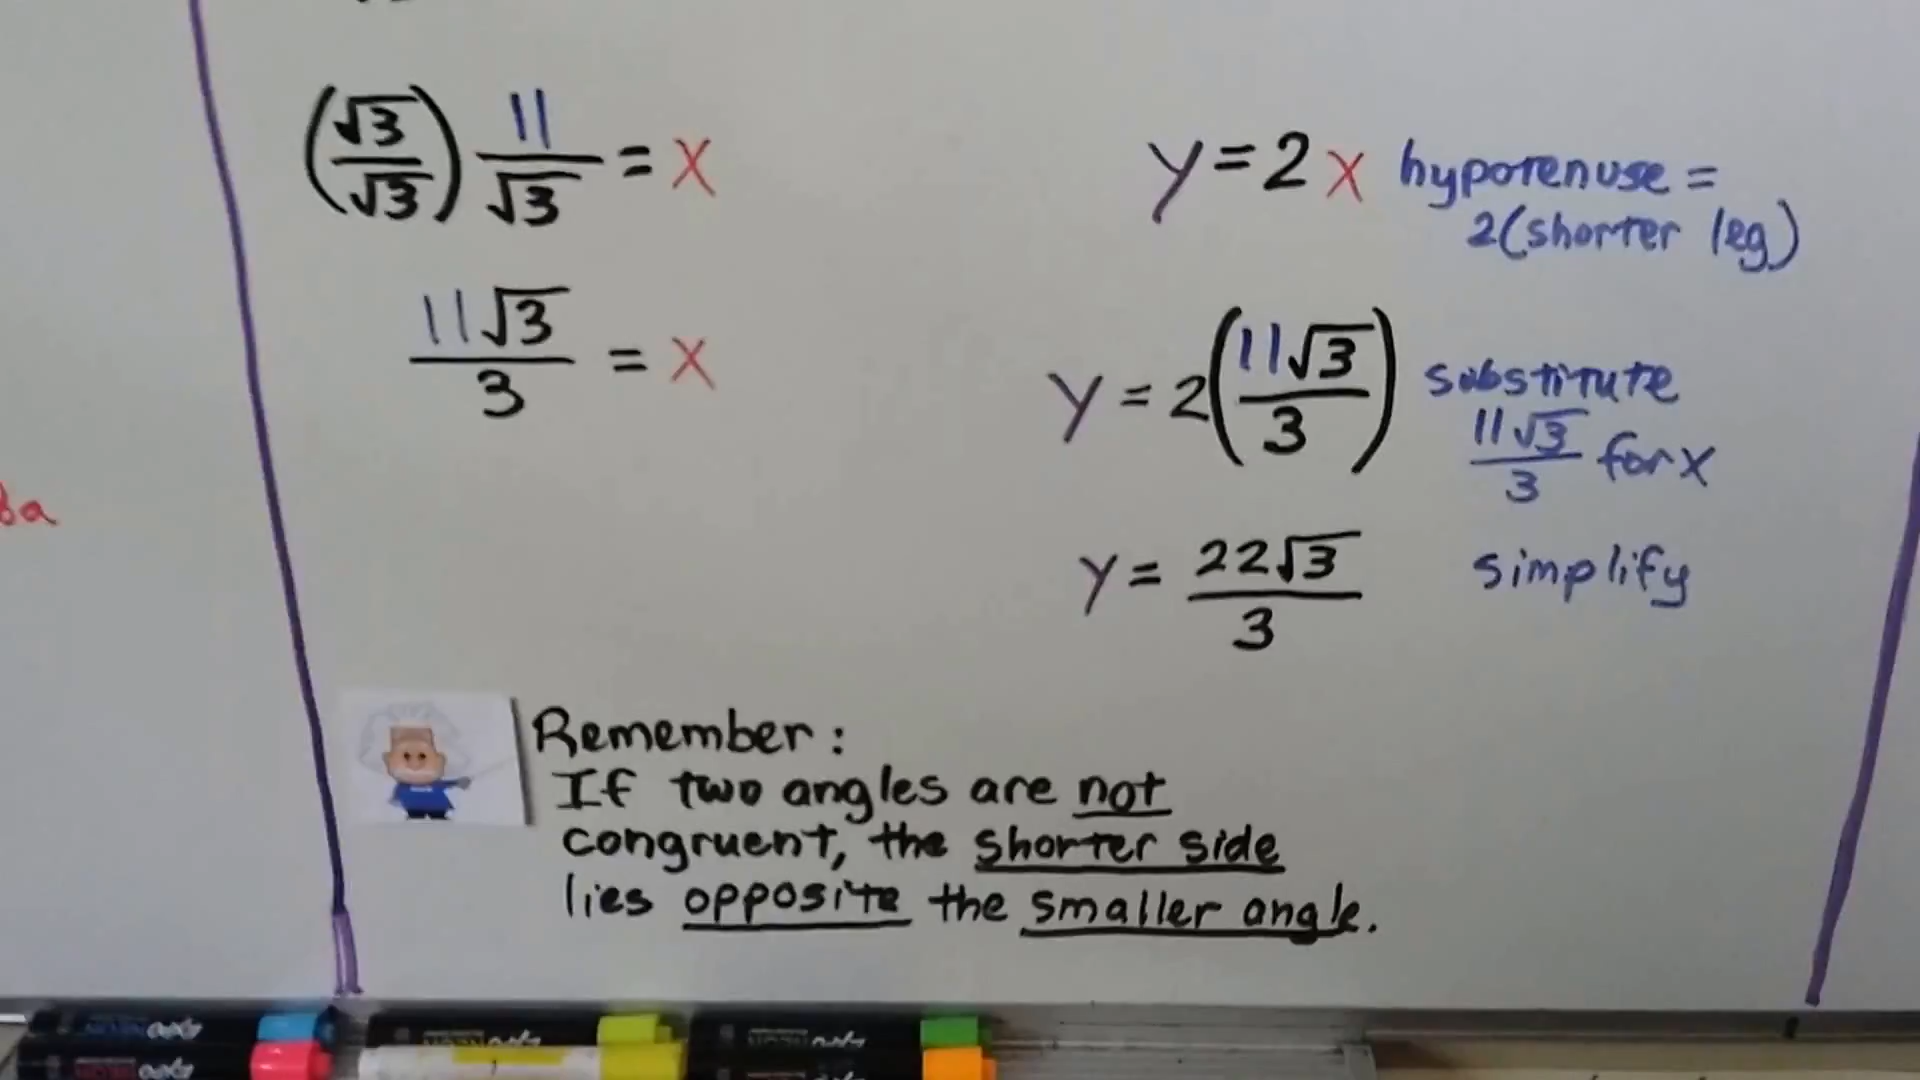 (√3/√3) 11/√3 = x
11√3/3 = x
y = 2x hypotenuse =
2(shorter leg)
y = 2(11√3/3) substitute
11√3/3 for x
y = 22√3/3 simplify
Remember:
If two angles are not
congruent, the shorter side
lies opposite the smaller angle.